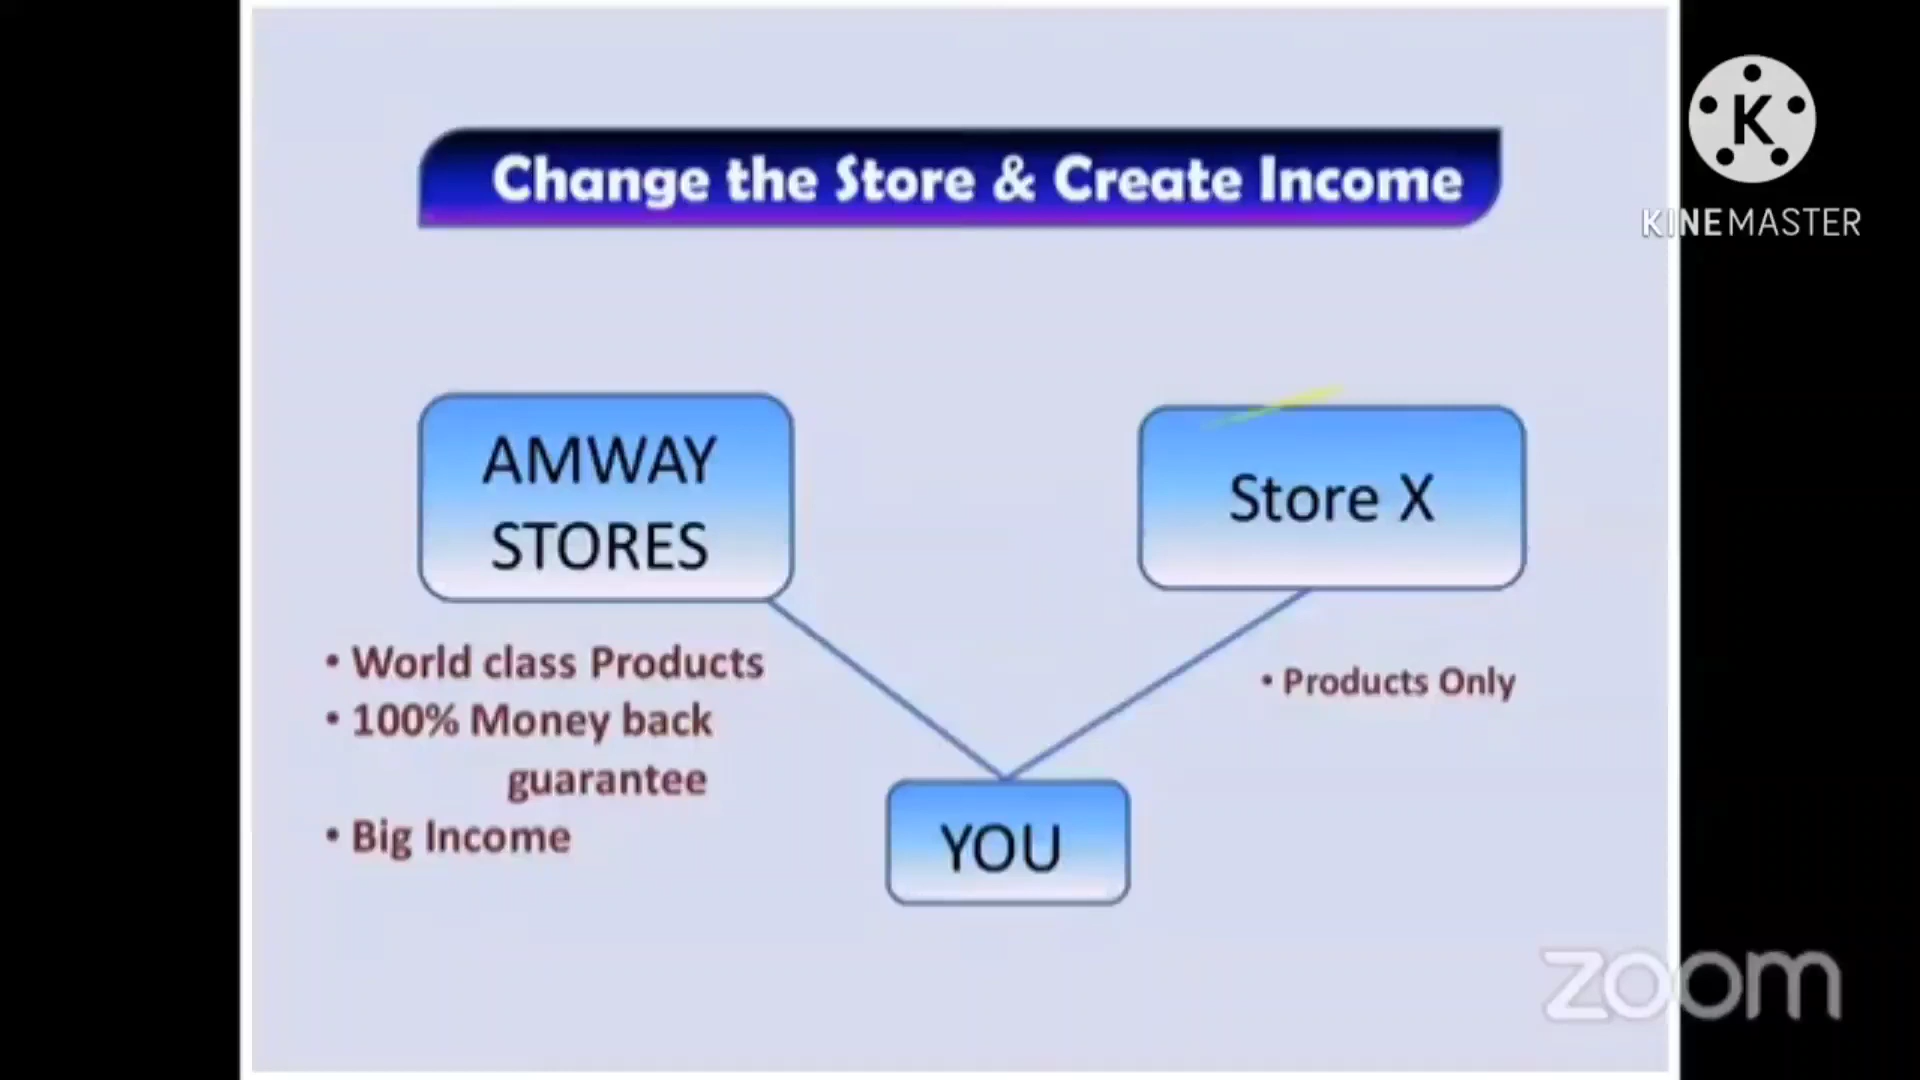 Change the Store & Create Income
K
KINEMASTER
AMWAY
STORES
Store X
• World class Products
• 100% Money back
guarantee
• Big Income
• Products Only
YOU
zoom